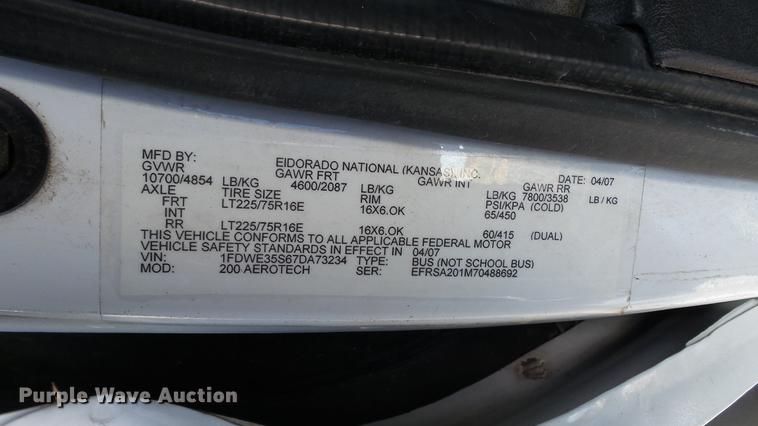 MFD BY: EIDORADO NATIONAL (KANSAS), INC. DATE: 04/07
GVWR GAWR FRT GAWR INT GAWR RR
10700/4854 LB/KG 4600/2087 LB/KG LB/KG 7800/3538 LB / KG
AXLE TIRE SIZE RIM PSI/KPA (COLD)
FRT LT225/75R16E 16X6.OK 65/450
INT
RR LT225/75R16E 16X6.OK 60/415 (DUAL)
THIS VEHICLE CONFORMS TO ALL APPLICABLE FEDERAL MOTOR
VEHICLE SAFETY STANDARDS IN EFFECT IN 04/07
VIN: 1FDWE35S67DA73234 TYPE: BUS (NOT SCHOOL BUS)
MOD: 200 AEROTECH SER: EFRSA201M70488692
Purple Wave Auction
purplewave.com